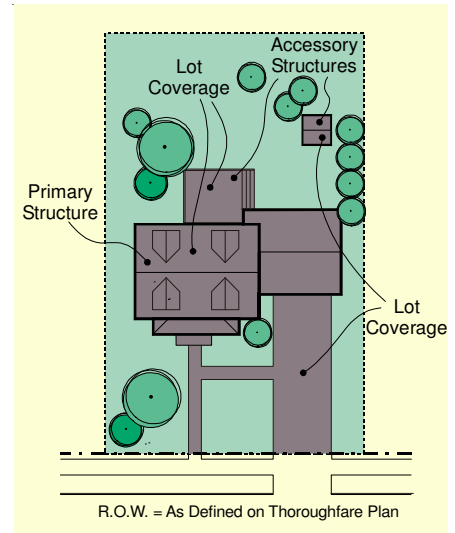 Accessory
Structures
Lot
Coverage
Primary
Structure
Lot
Coverage
R.O.W. = As Defined on Thoroughfare Plan